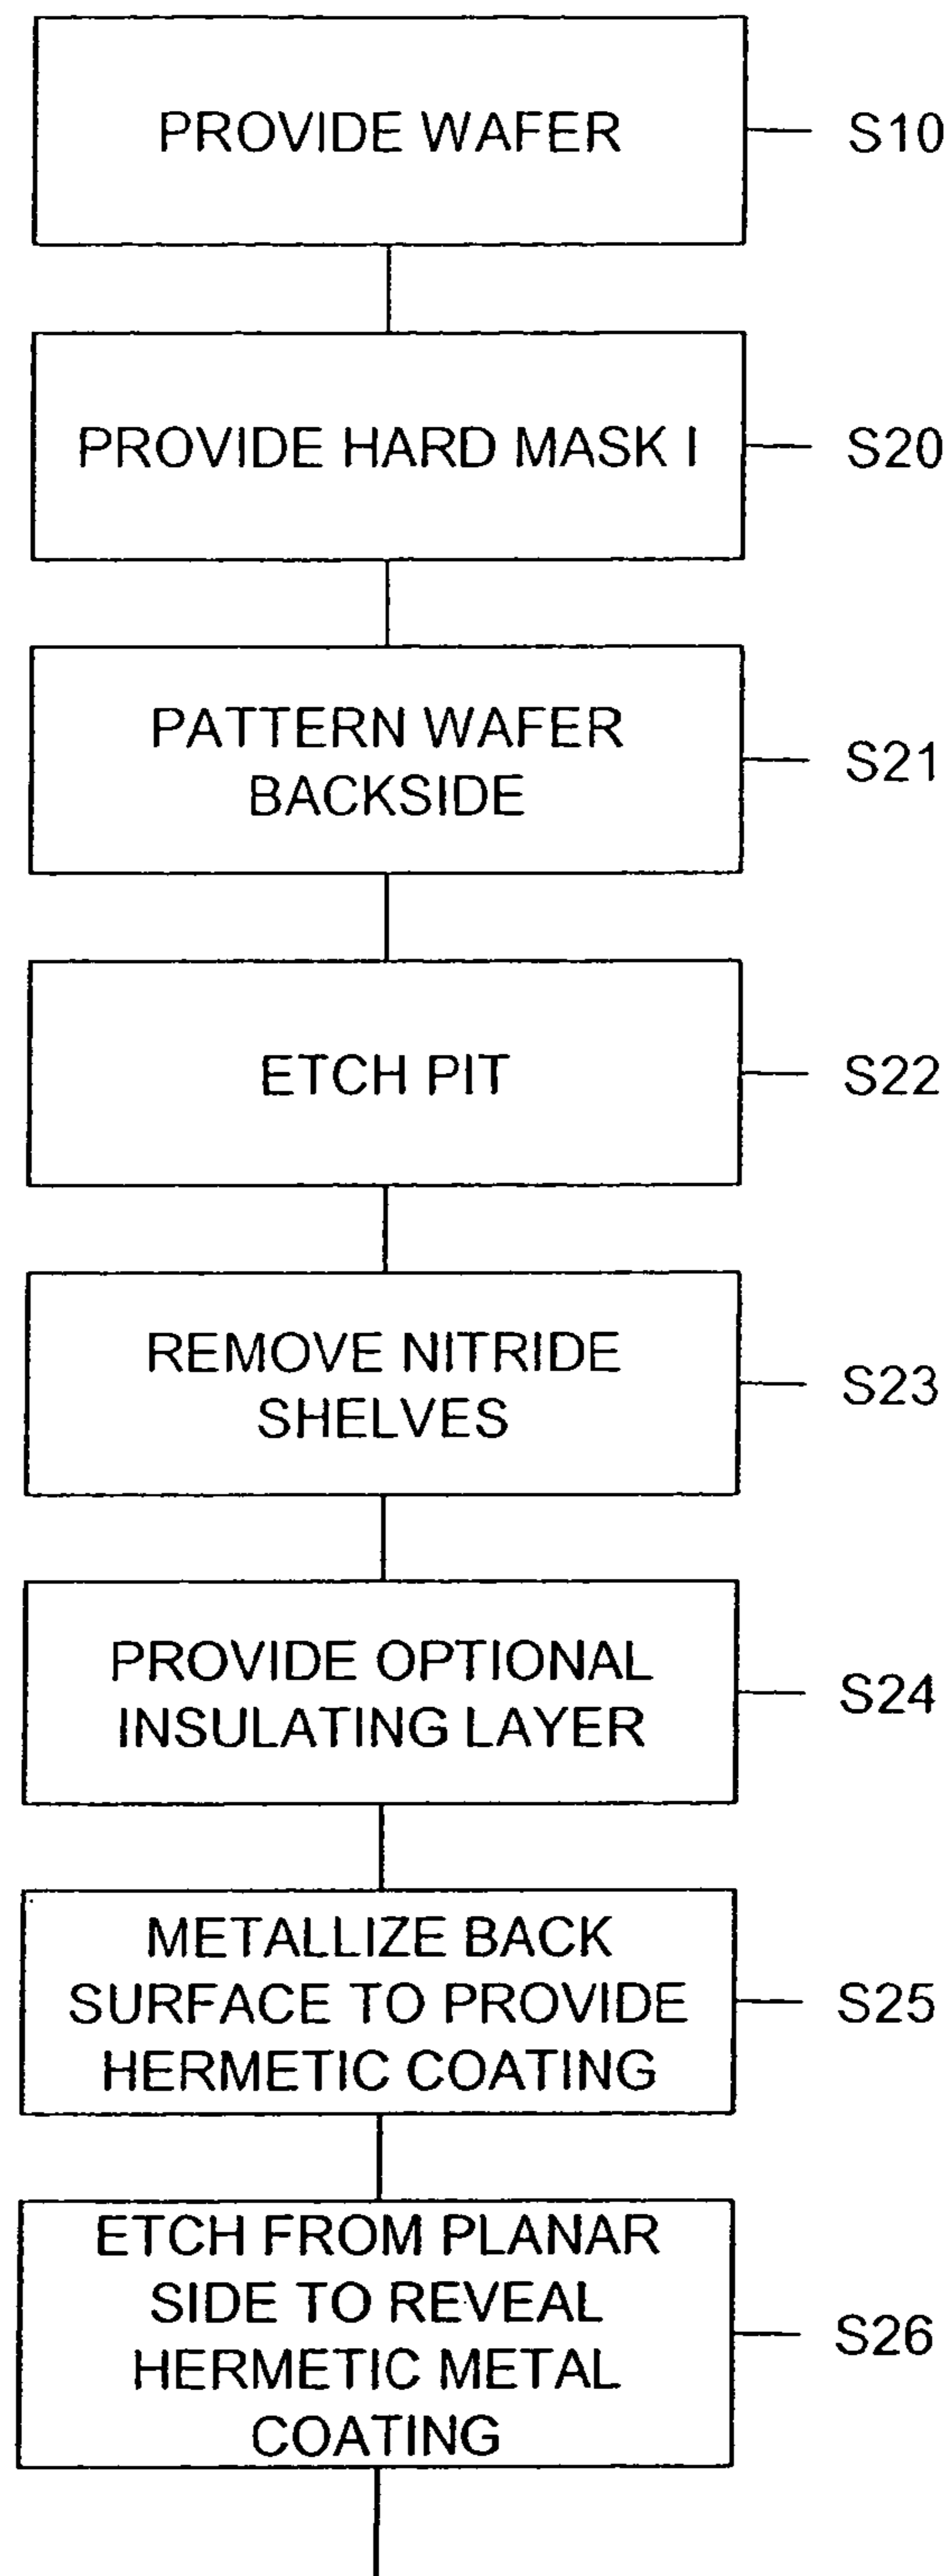 PROVIDE WAFER
S10
PROVIDE HARD MASK I
S20
PATTERN WAFER
BACKSIDE
S21
ETCH PIT
S22
REMOVE NITRIDE
SHELVES
S23
PROVIDE OPTIONAL
INSULATING LAYER
S24
METALLIZE BACK
SURFACE TO PROVIDE
HERMETIC COATING
S25
ETCH FROM PLANAR
SIDE TO REVEAL
HERMETIC METAL
COATING
S26